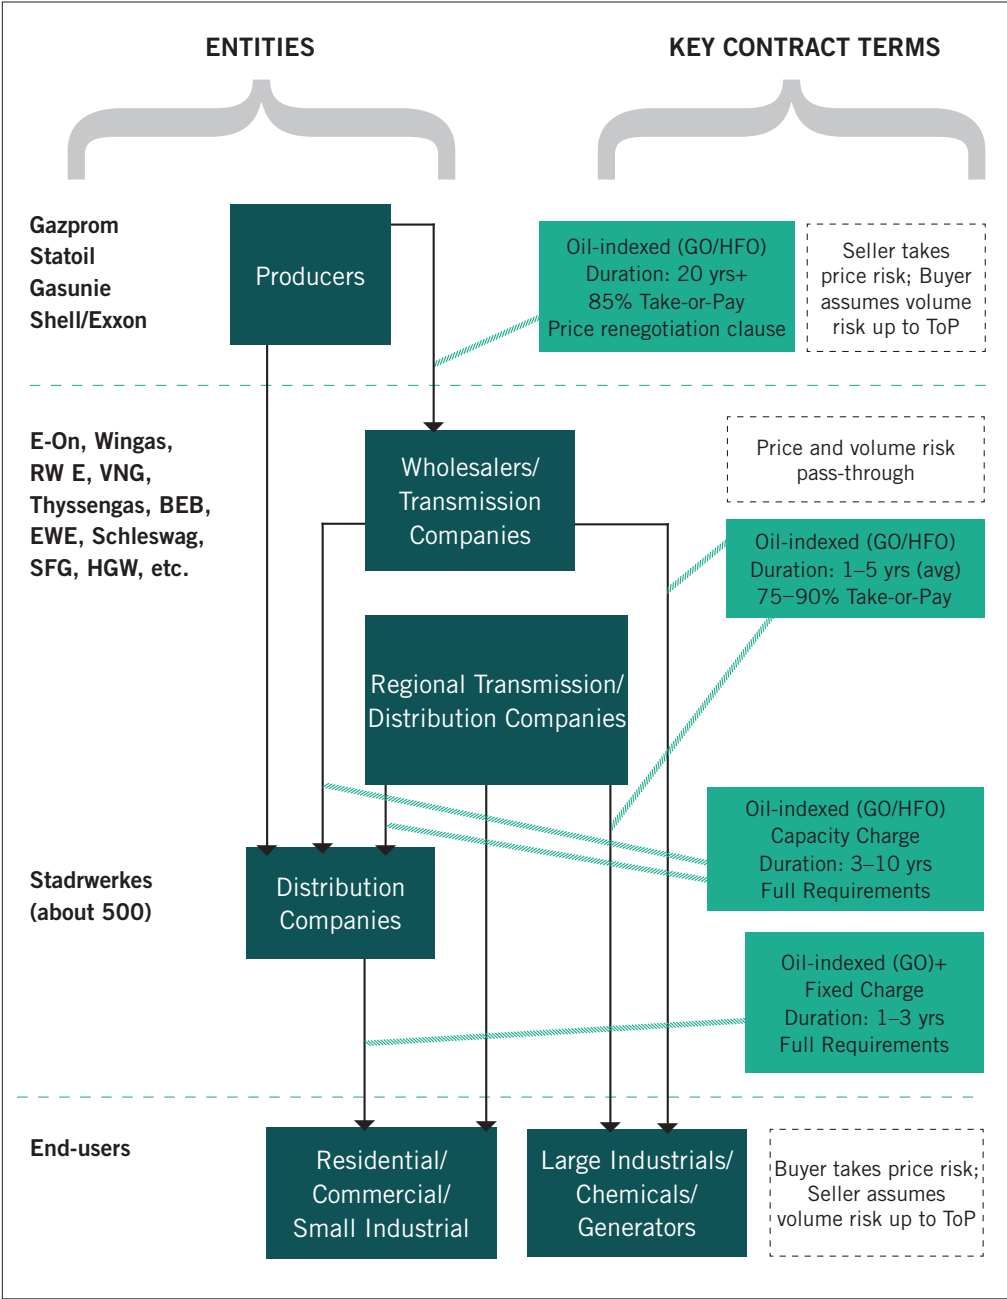 ENTITIES
KEY CONTRACT TERMS
Gazprom
Statoil
Gasunie
Shell/Exxon
Producers
Oil-indexed (GO/HFO)
Duration: 20 yrs+
85% Take-or-Pay
Price renegotiation clause
Seller takes
price risk; Buyer
assumes volume
risk up to ToP
E-On, Wingas,
RW E, VNG,
Thyssengas, BEB,
EWE, Schleswag,
SFG, HGW, etc.
Wholesalers/
Transmission
Companies
Price and volume risk
pass-through
Oil-indexed (GO/HFO)
Duration: 1–5 yrs (avg)
75–90% Take-or-Pay
Regional Transmission/
Distribution Companies
Oil-indexed (GO/HFO)
Capacity Charge
Duration: 3–10 yrs
Full Requirements
Stadrwerkes
(about 500)
Distribution
Companies
Oil-indexed (GO)+
Fixed Charge
Duration: 1–3 yrs
Full Requirements
End-users
Residential/
Commercial/
Small Industrial
Large Industrials/
Chemicals/
Generators
Buyer takes price risk;
Seller assumes
volume risk up to ToP